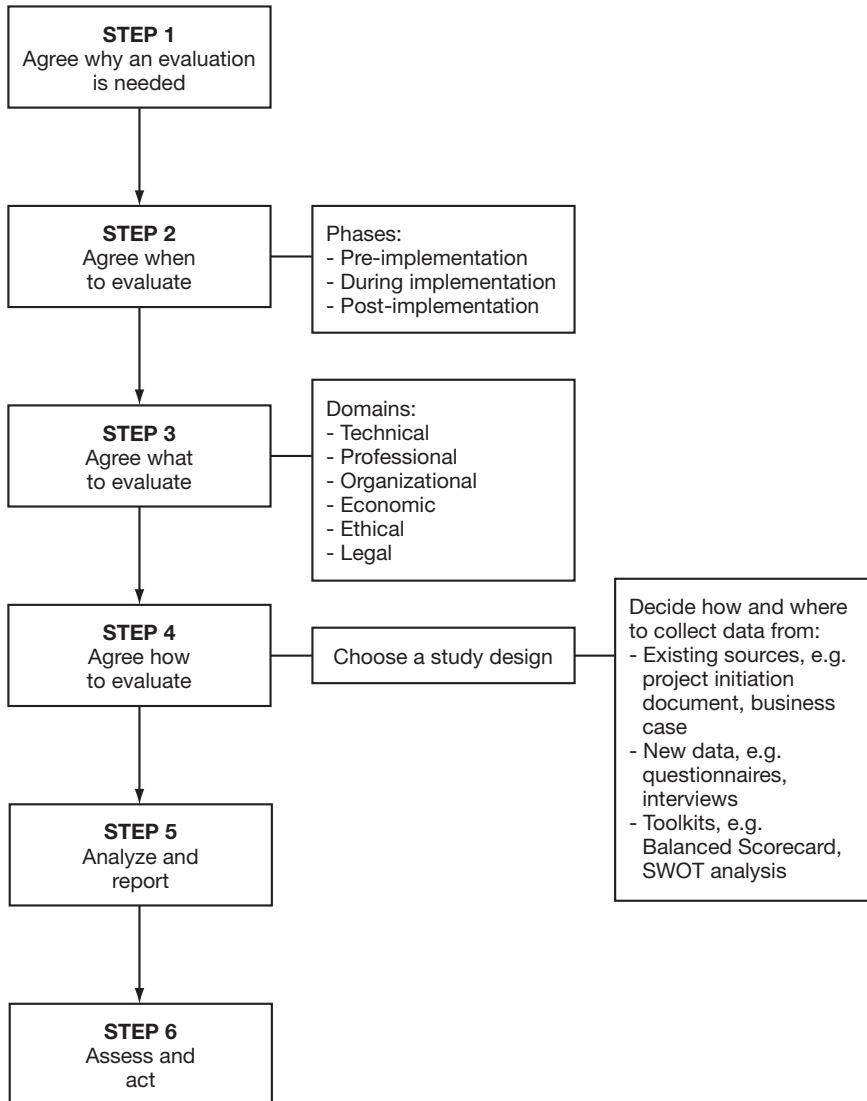 STEP 1
Agree why an evaluation
is needed
STEP 2
Agree when
to evaluate
Phases:
- Pre-implementation
- During implementation
- Post-implementation
STEP 3
Agree what
to evaluate
Domains:
- Technical
- Professional
- Organizational
- Economic
- Ethical
- Legal
STEP 4
Agree how
to evaluate
Choose a study design
Decide how and where
to collect data from:
- Existing sources, e.g.
project initiation
document, business
case
- New data, e.g.
questionnaires,
interviews
- Toolkits, e.g.
Balanced Scorecard,
SWOT analysis
STEP 5
Analyze and
report
STEP 6
Assess and
act